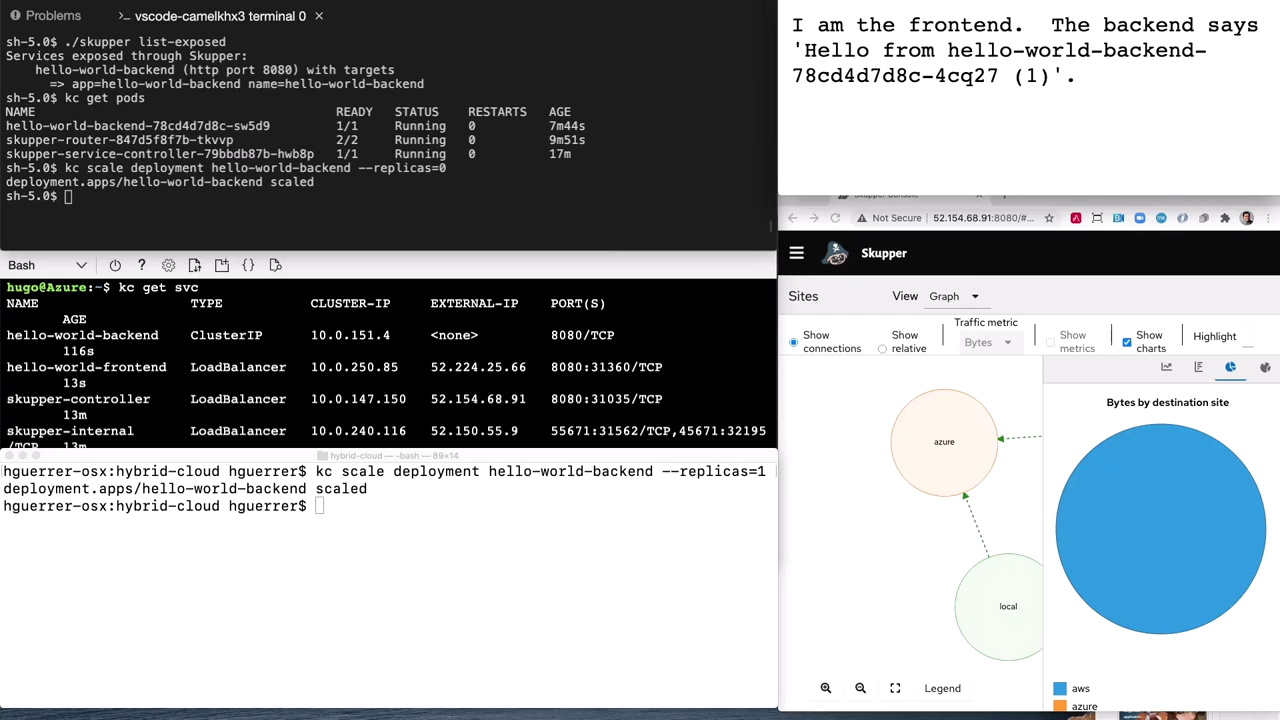 Problems
>_ vscode-camelkhx3 terminal 0 ×
sh-5.0$ ./skupper list-exposed
Services exposed through Skupper:
    hello-world-backend (http port 8080) with targets
      => app=hello-world-backend name=hello-world-backend
sh-5.0$ kc get pods
NAME READY STATUS RESTARTS AGE
hello-world-backend-78cd4d7d8c-sw5d9 1/1 Running 0 7m44s
skupper-router-847d5f8f7b-tkvvp 2/2 Running 0 9m51s
skupper-service-controller-79bbdb87b-hwb8p 1/1 Running 0 17m
sh-5.0$ kc scale deployment hello-world-backend --replicas=0
deployment.apps/hello-world-backend scaled
sh-5.0$
Bash
hugo@Azure:~$ kc get svc
NAME TYPE CLUSTER-IP EXTERNAL-IP PORT(S)
AGE
hello-world-backend ClusterIP 10.0.151.4 <none> 8080/TCP
116s
hello-world-frontend LoadBalancer 10.0.250.85 52.224.25.66 8080:31360/TCP
13s
skupper-controller LoadBalancer 10.0.147.150 52.154.68.91 8080:31035/TCP
13m
skupper-internal LoadBalancer 10.0.240.116 52.150.55.9 55671:31562/TCP,45671:32195
/TCP 13m
hybrid-cloud — -bash — 89×14
hguerrer-osx:hybrid-cloud hguerrer$ kc scale deployment hello-world-backend --replicas=1
deployment.apps/hello-world-backend scaled
hguerrer-osx:hybrid-cloud hguerrer$
I am the frontend.  The backend says
'Hello from hello-world-backend-
78cd4d7d8c-4cq27 (1)'.
Skupper Console
Not Secure | 52.154.68.91:8080/#...
Skupper
Sites View Graph
Show connections
Show relative
Traffic metric
Bytes
Show metrics
Show charts
Highlight
Bytes by destination site
azure
local
Legend
aws
azure